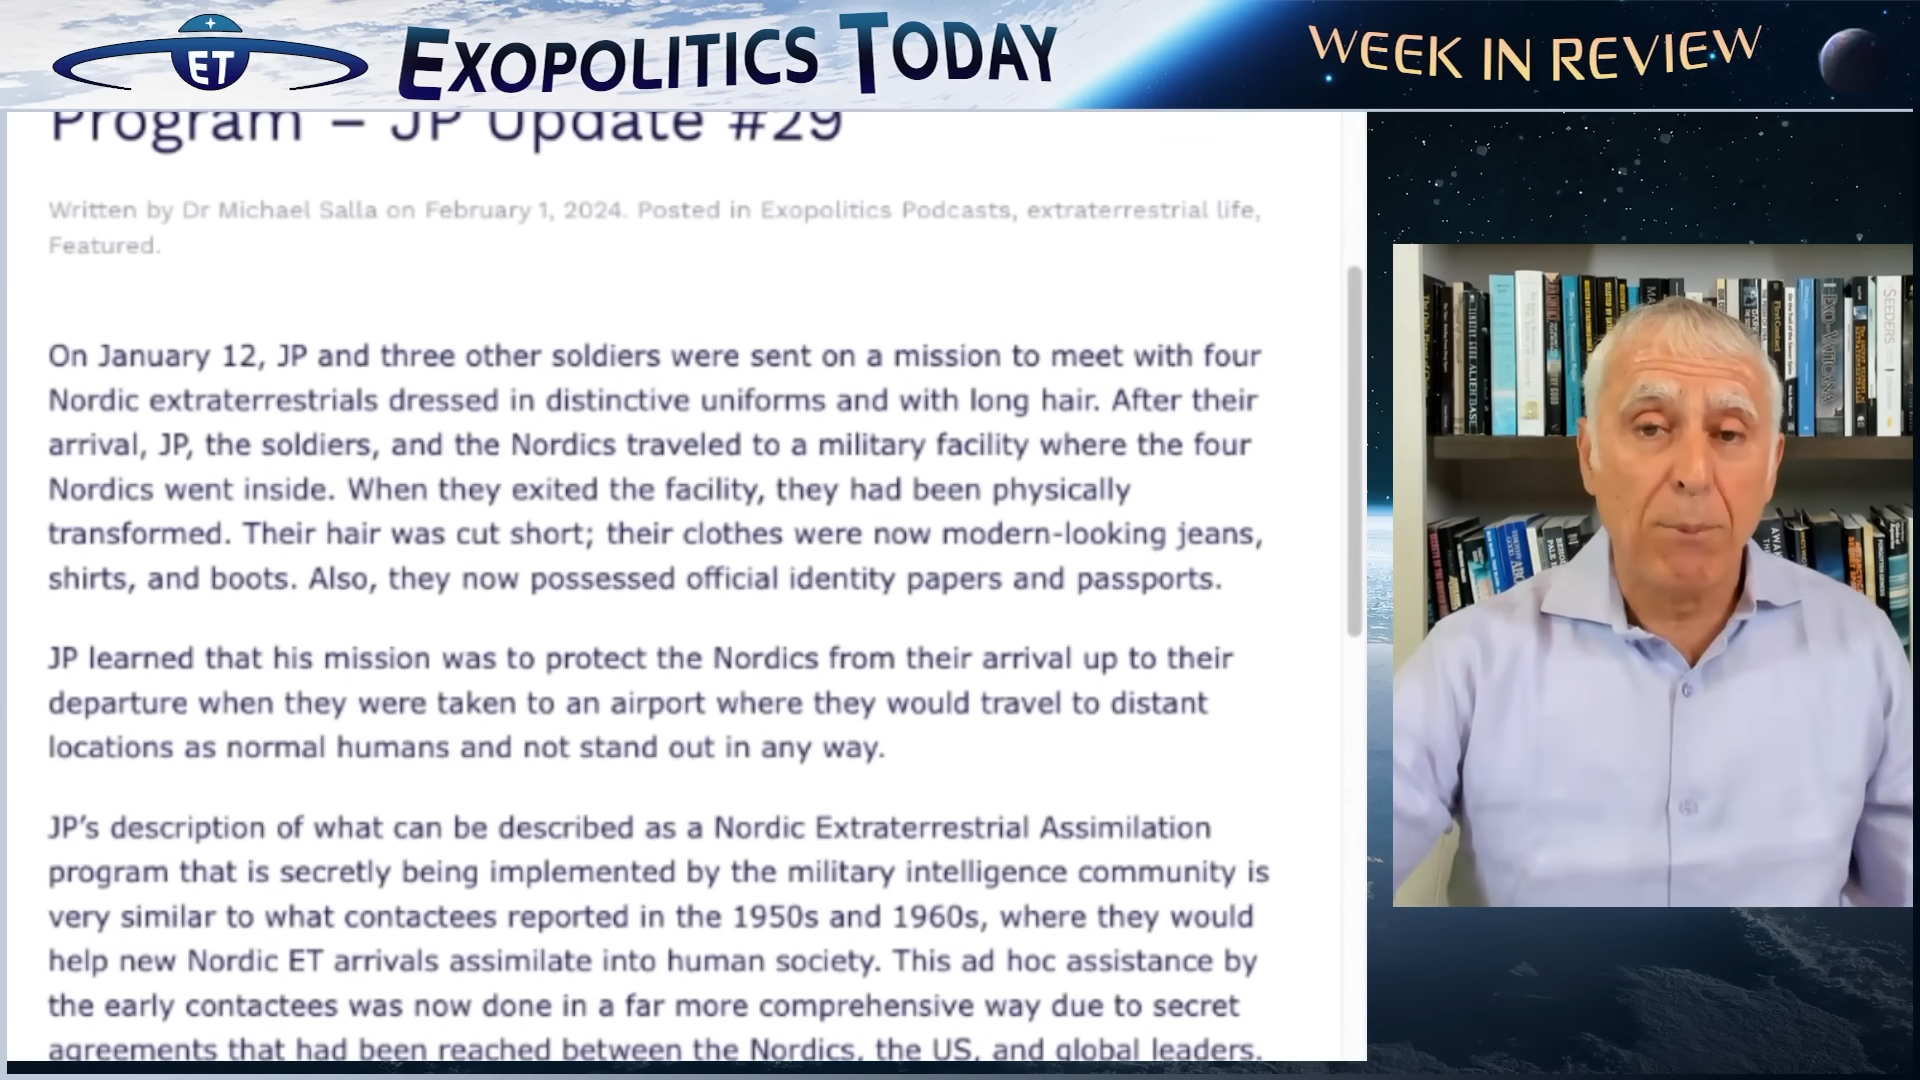 ET
EXOPOLITICS TODAY
WEEK IN REVIEW
Program – JP Update #29
Written by Dr Michael Salla on February 1, 2024. Posted in Exopolitics Podcasts, extraterrestrial life,
Featured.
On January 12, JP and three other soldiers were sent on a mission to meet with four
Nordic extraterrestrials dressed in distinctive uniforms and with long hair. After their
arrival, JP, the soldiers, and the Nordics traveled to a military facility where the four
Nordics went inside. When they exited the facility, they had been physically
transformed. Their hair was cut short; their clothes were now modern-looking jeans,
shirts, and boots. Also, they now possessed official identity papers and passports.
JP learned that his mission was to protect the Nordics from their arrival up to their
departure when they were taken to an airport where they would travel to distant
locations as normal humans and not stand out in any way.
JP’s description of what can be described as a Nordic Extraterrestrial Assimilation
program that is secretly being implemented by the military intelligence community is
very similar to what contactees reported in the 1950s and 1960s, where they would
help new Nordic ET arrivals assimilate into human society. This ad hoc assistance by
the early contactees was now done in a far more comprehensive way due to secret
agreements that had been reached between the Nordics, the US, and global leaders.
SEEDERS